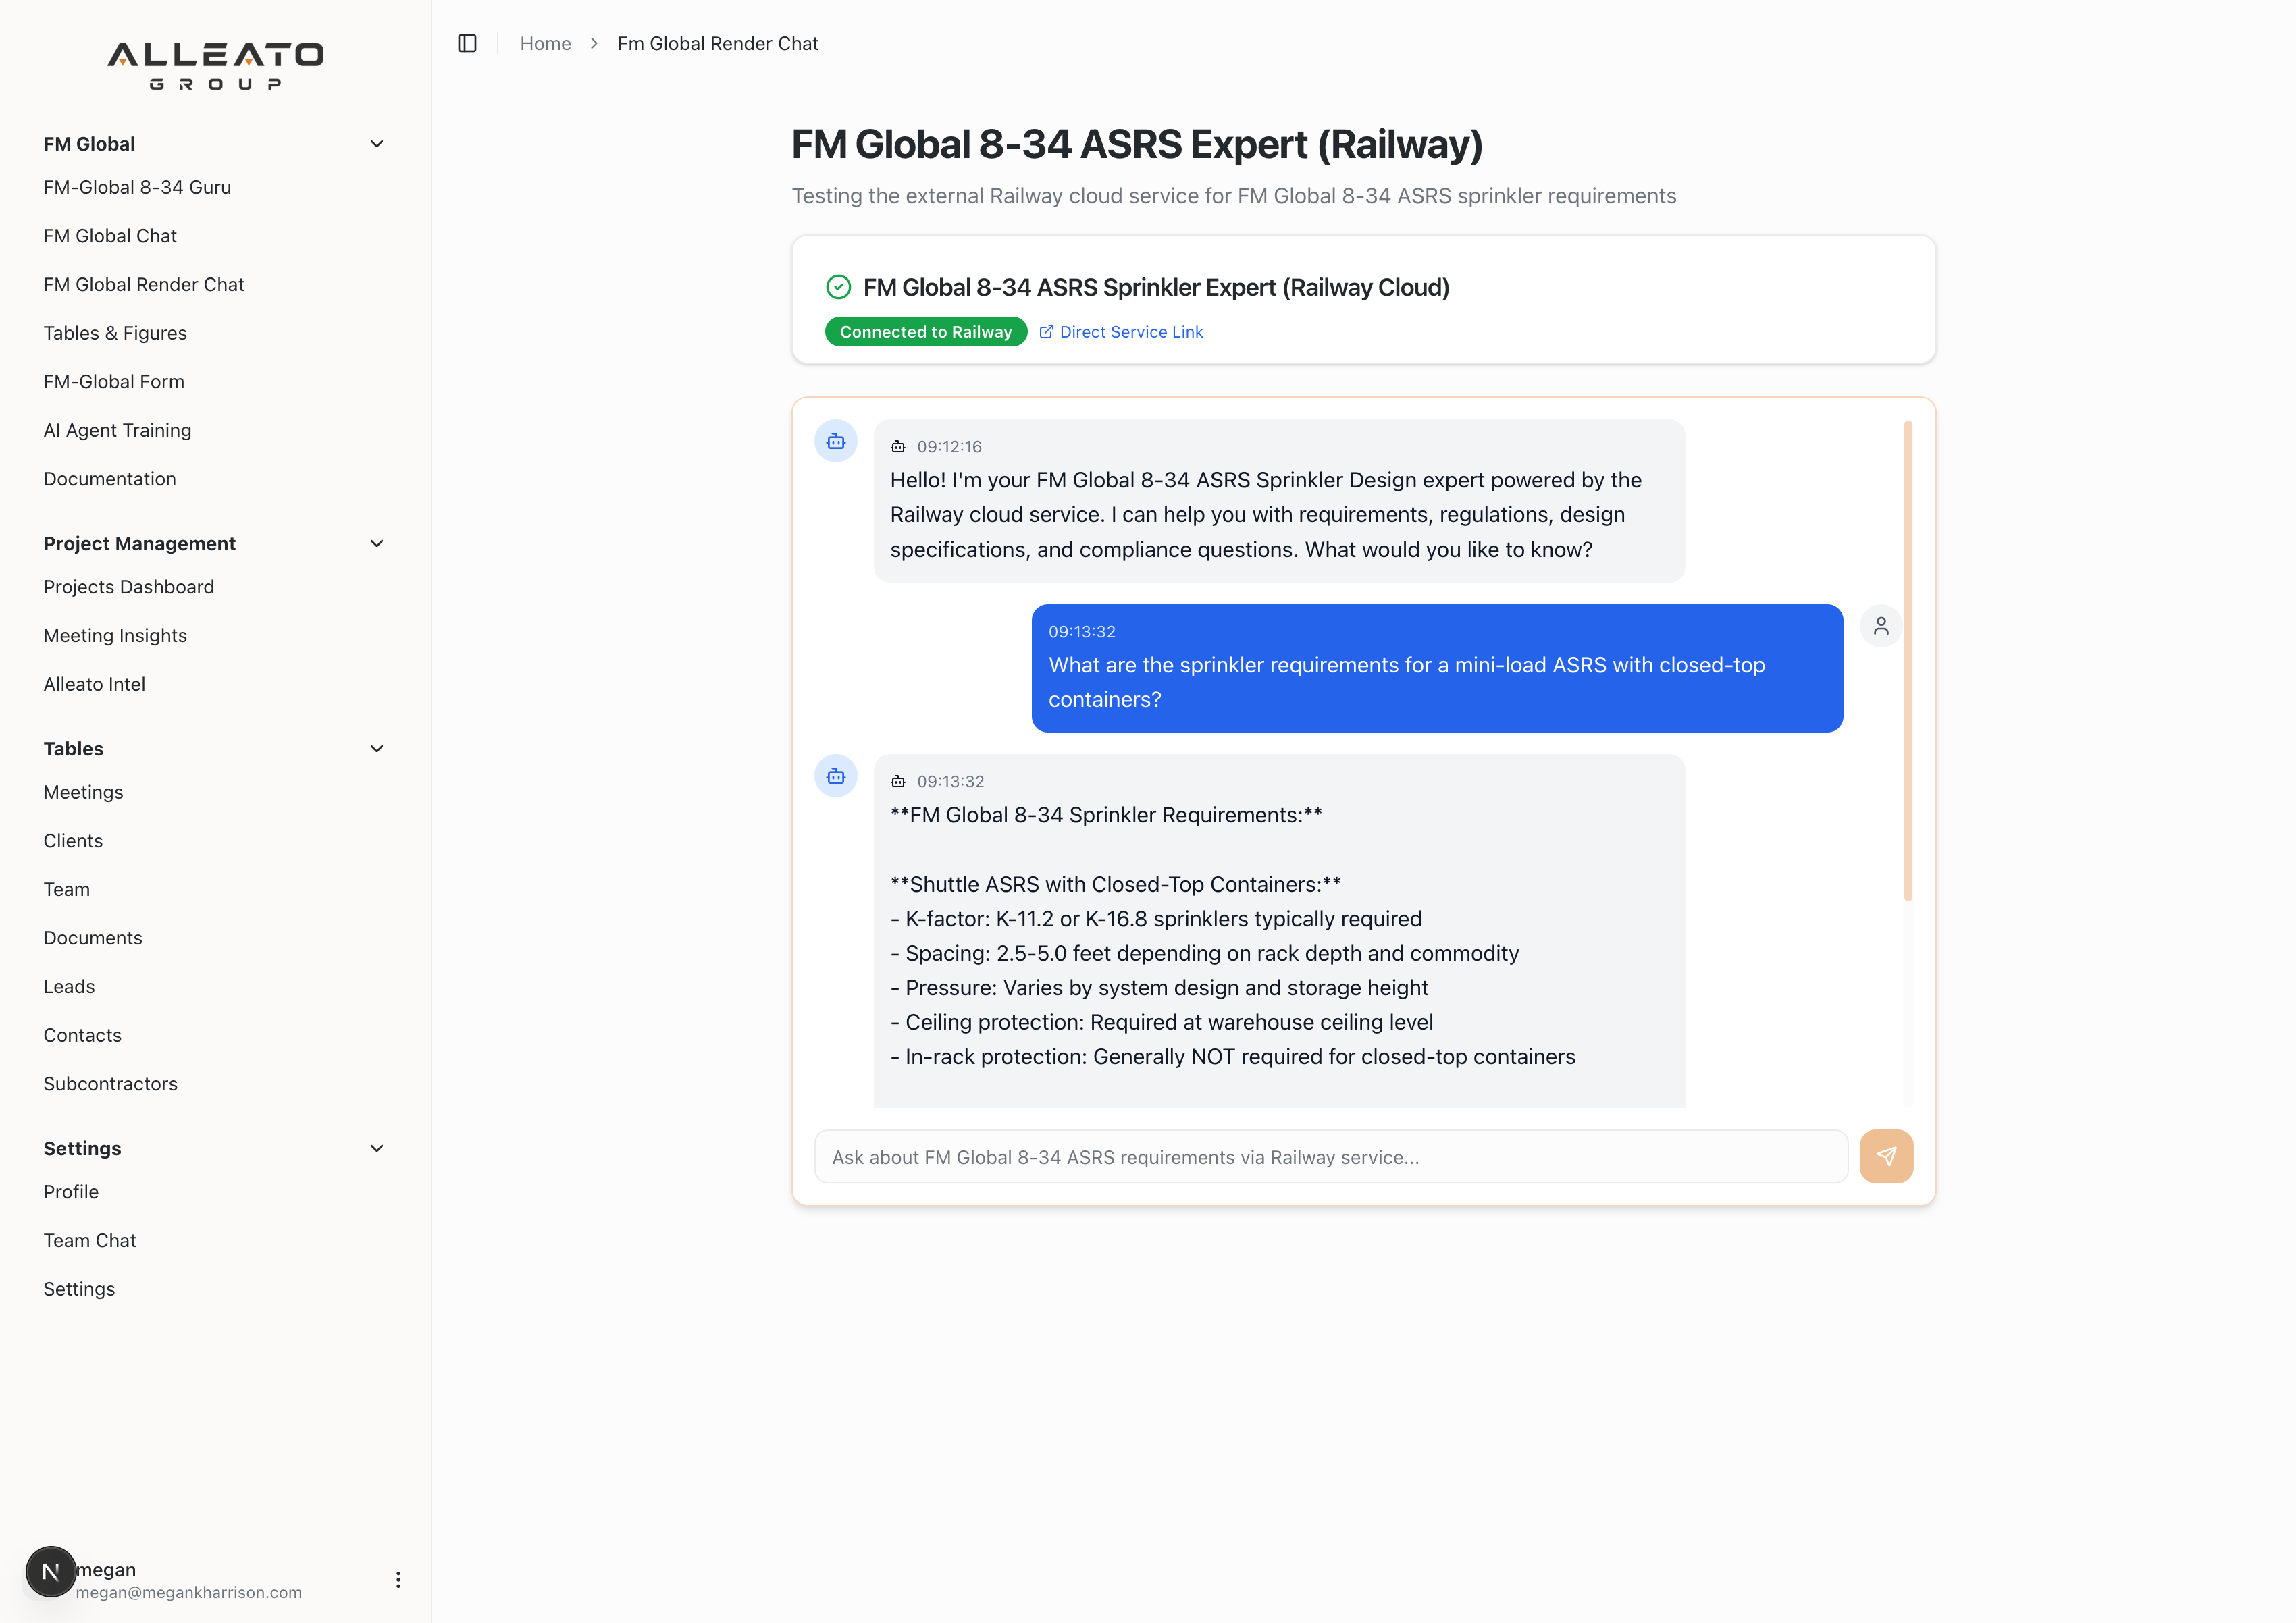 ALLEATO
GROUP
FM Global
FM-Global 8-34 Guru
FM Global Chat
FM Global Render Chat
Tables & Figures
FM-Global Form
AI Agent Training
Documentation
Project Management
Projects Dashboard
Meeting Insights
Alleato Intel
Tables
Meetings
Clients
Team
Documents
Leads
Contacts
Subcontractors
Settings
Profile
Team Chat
Settings
N
megan
megan@megankharrison.com
Home > Fm Global Render Chat
FM Global 8-34 ASRS Expert (Railway)
Testing the external Railway cloud service for FM Global 8-34 ASRS sprinkler requirements
FM Global 8-34 ASRS Sprinkler Expert (Railway Cloud)
Connected to Railway Direct Service Link
09:12:16
Hello! I'm your FM Global 8-34 ASRS Sprinkler Design expert powered by the
Railway cloud service. I can help you with requirements, regulations, design
specifications, and compliance questions. What would you like to know?
09:13:32
What are the sprinkler requirements for a mini-load ASRS with closed-top
containers?
09:13:32
**FM Global 8-34 Sprinkler Requirements:**
**Shuttle ASRS with Closed-Top Containers:**
- K-factor: K-11.2 or K-16.8 sprinklers typically required
- Spacing: 2.5-5.0 feet depending on rack depth and commodity
- Pressure: Varies by system design and storage height
- Ceiling protection: Required at warehouse ceiling level
- In-rack protection: Generally NOT required for closed-top containers
Ask about FM Global 8-34 ASRS requirements via Railway service...